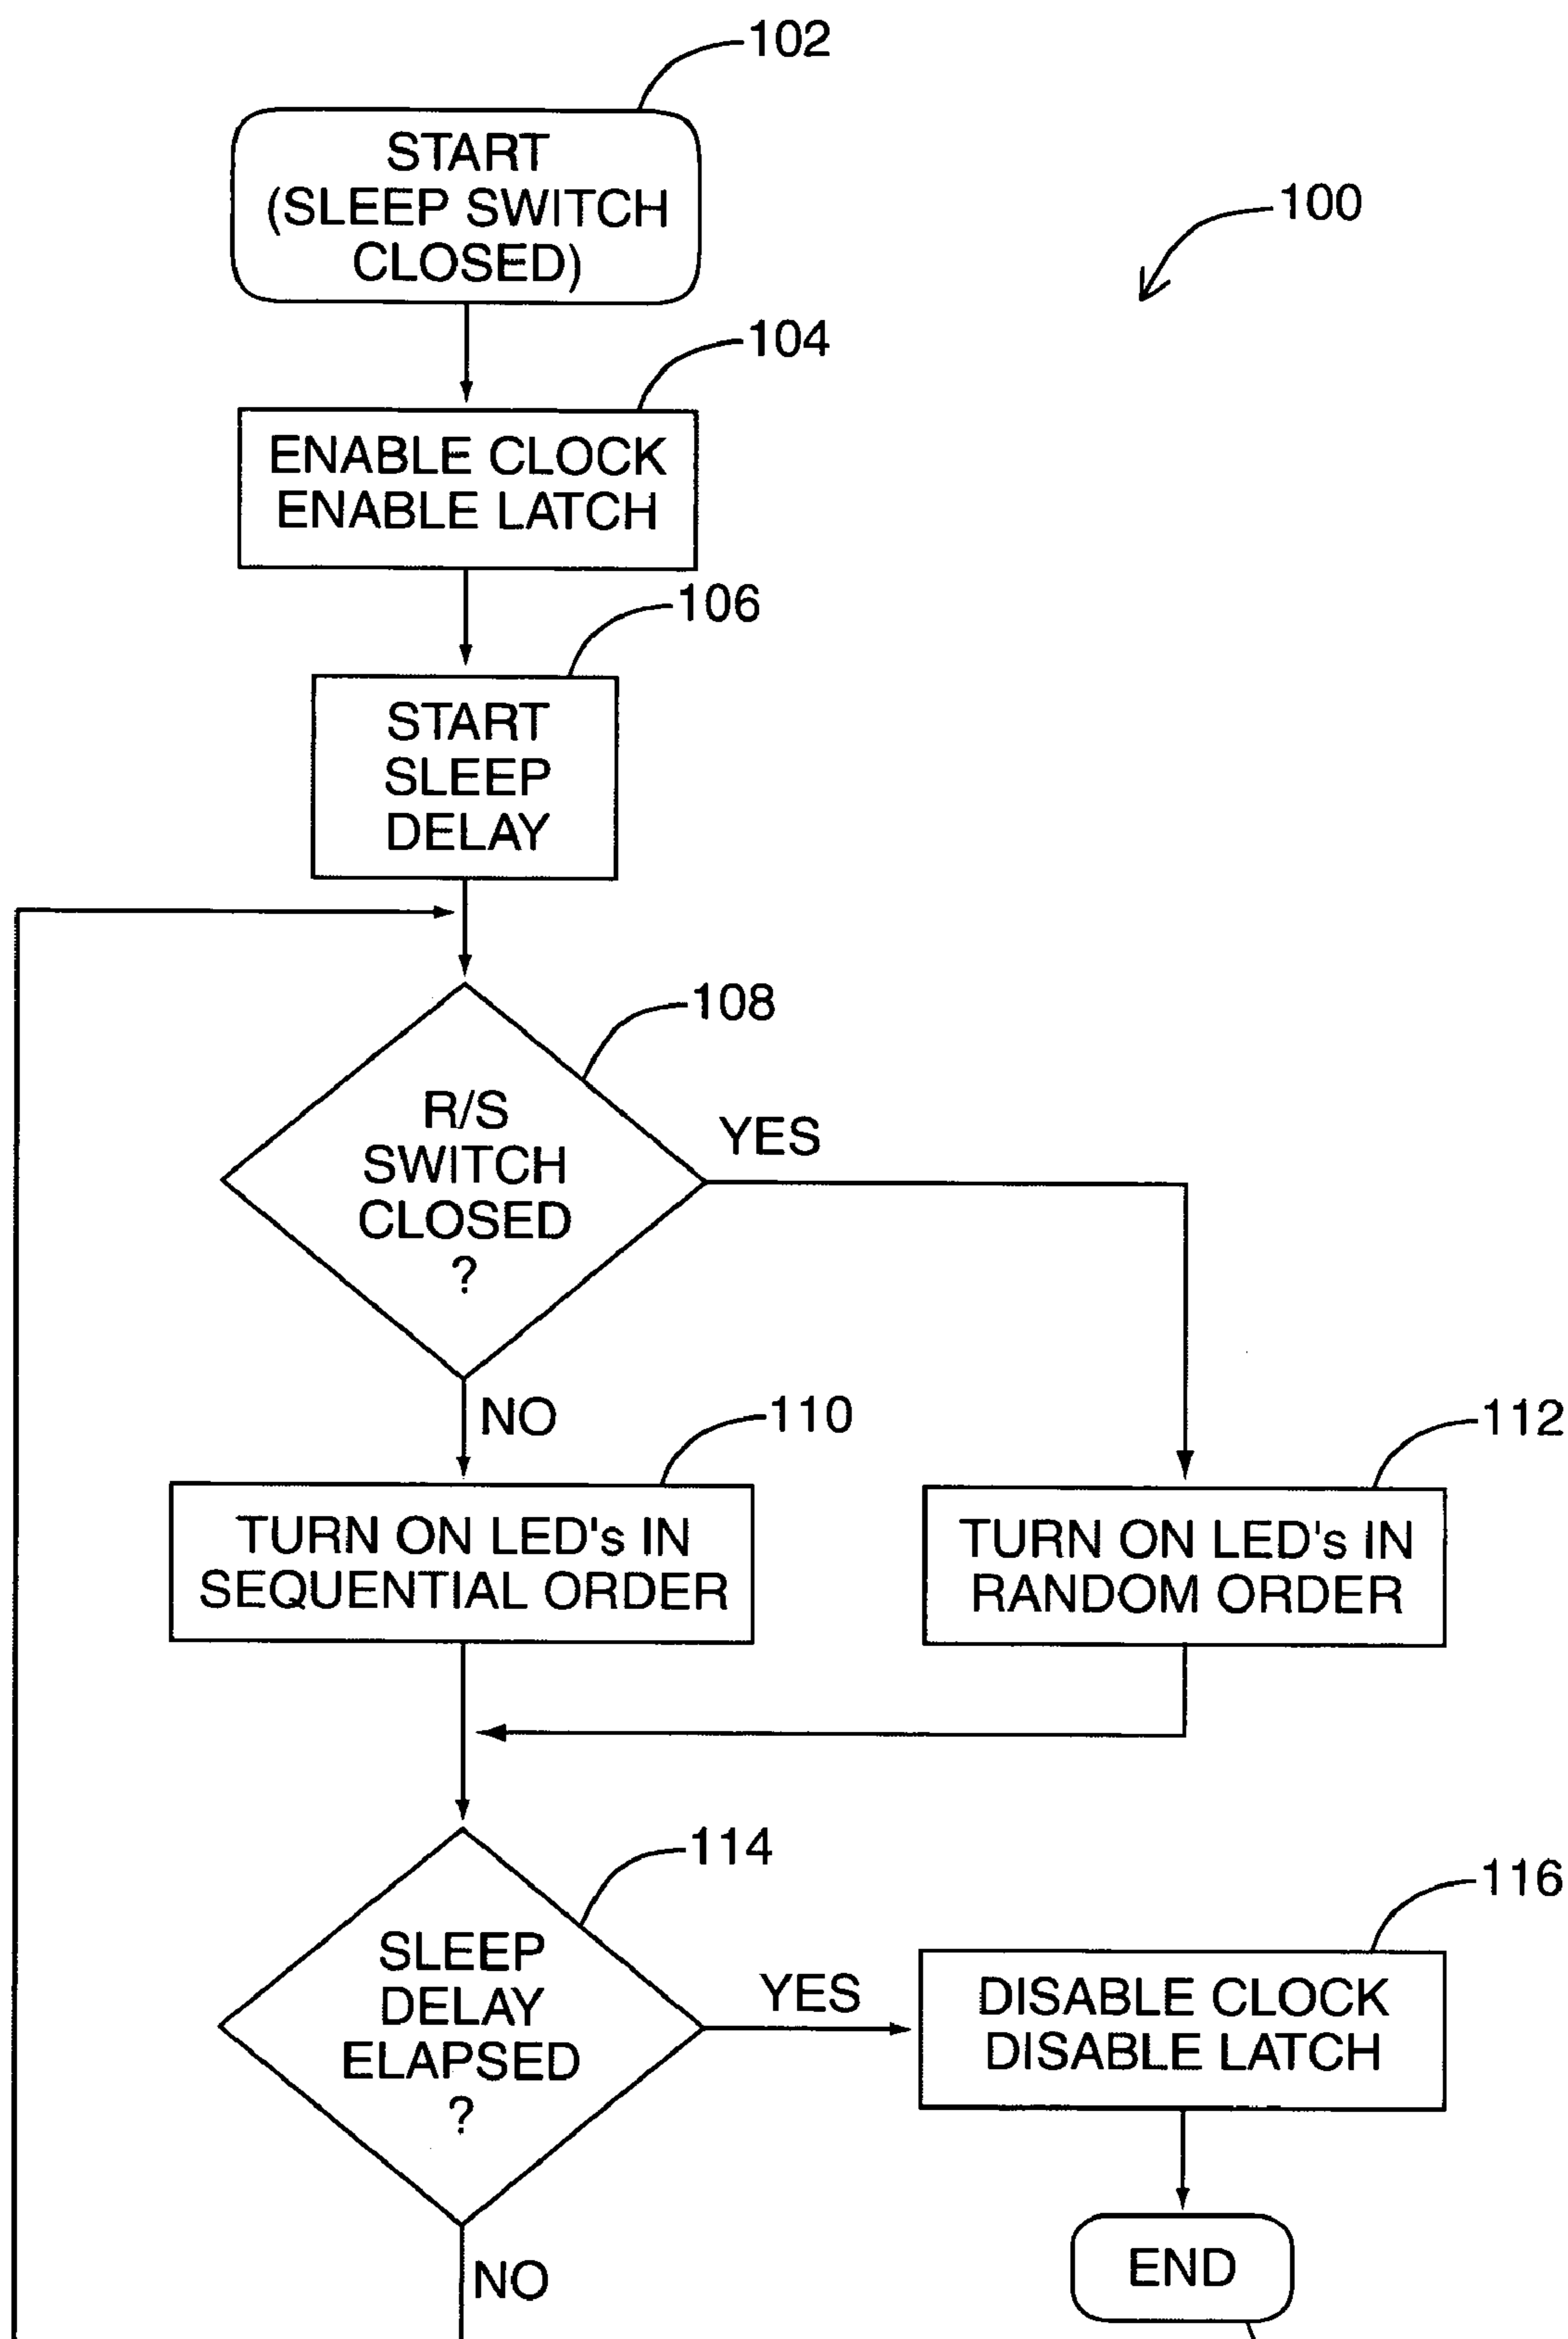 102
START
(SLEEP SWITCH
CLOSED)
100
104
ENABLE CLOCK
ENABLE LATCH
106
START
SLEEP
DELAY
108
R/S
SWITCH
CLOSED
?
YES
NO
110
112
TURN ON LED's IN
SEQUENTIAL ORDER
TURN ON LED's IN
RANDOM ORDER
114
116
SLEEP
DELAY
ELAPSED
?
YES
DISABLE CLOCK
DISABLE LATCH
NO
END